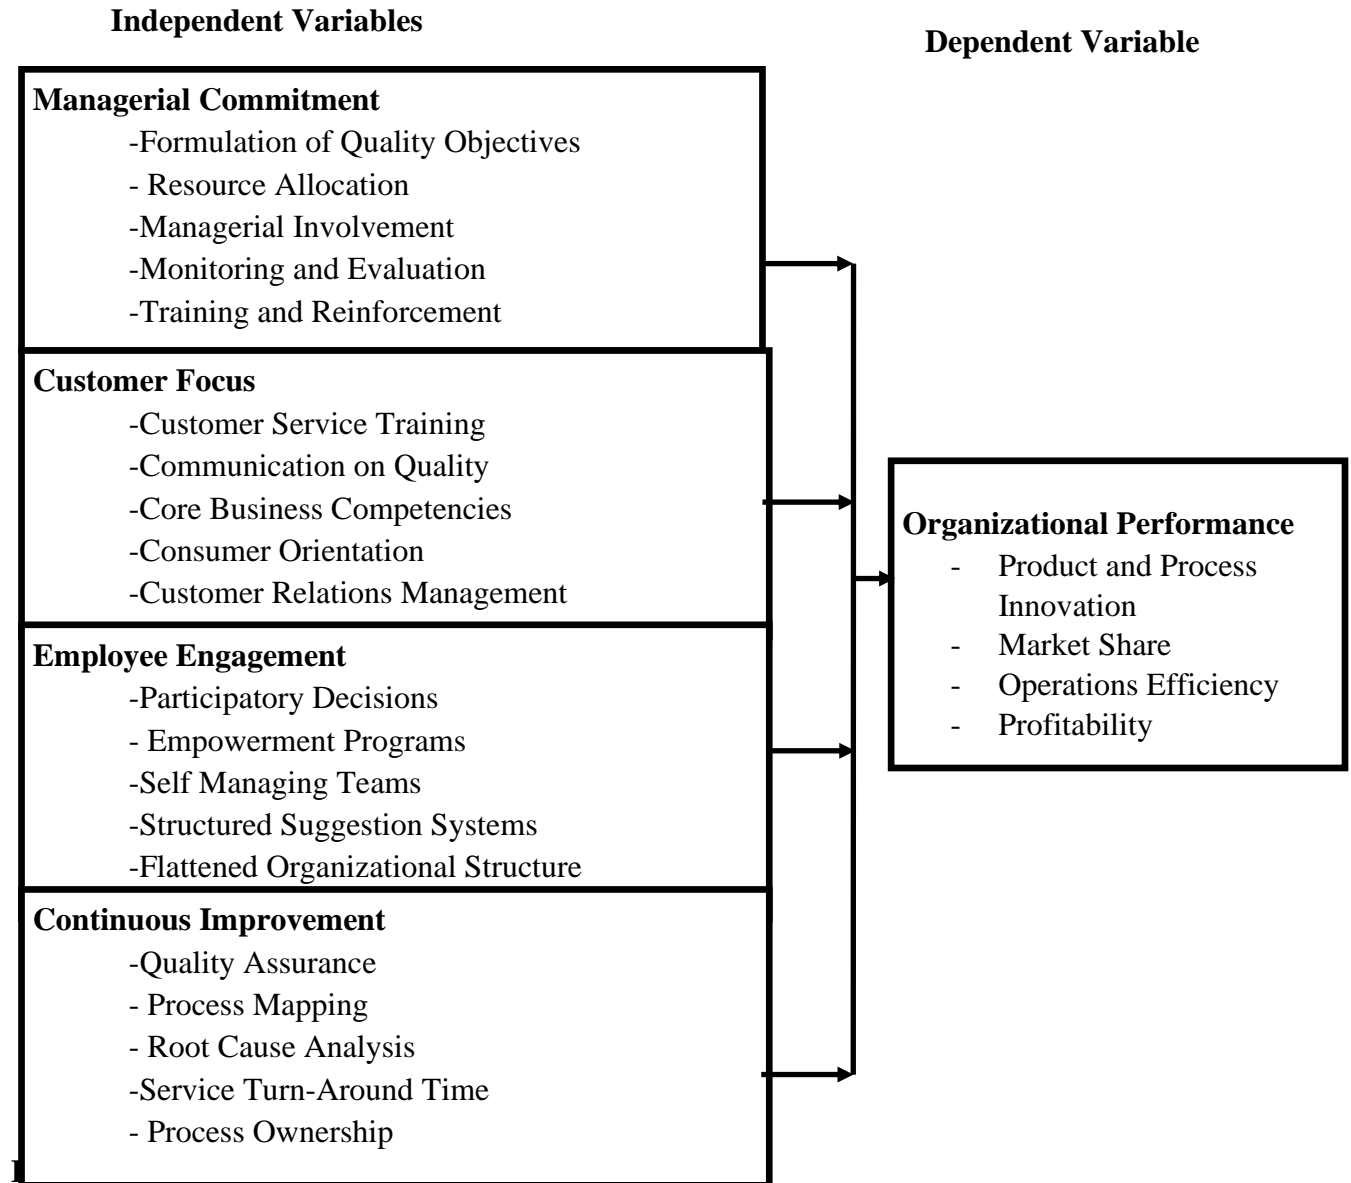 Independent Variables
Dependent Variable
Managerial Commitment
-Formulation of Quality Objectives
- Resource Allocation
-Managerial Involvement
-Monitoring and Evaluation
-Training and Reinforcement
Customer Focus
-Customer Service Training
-Communication on Quality
-Core Business Competencies
-Consumer Orientation
-Customer Relations Management
Employee Engagement
-Participatory Decisions
- Empowerment Programs
-Self Managing Teams
-Structured Suggestion Systems
-Flattened Organizational Structure
Continuous Improvement
-Quality Assurance
- Process Mapping
- Root Cause Analysis
-Service Turn-Around Time
- Process Ownership
Organizational Performance
- Product and Process
Innovation
- Market Share
- Operations Efficiency
- Profitability